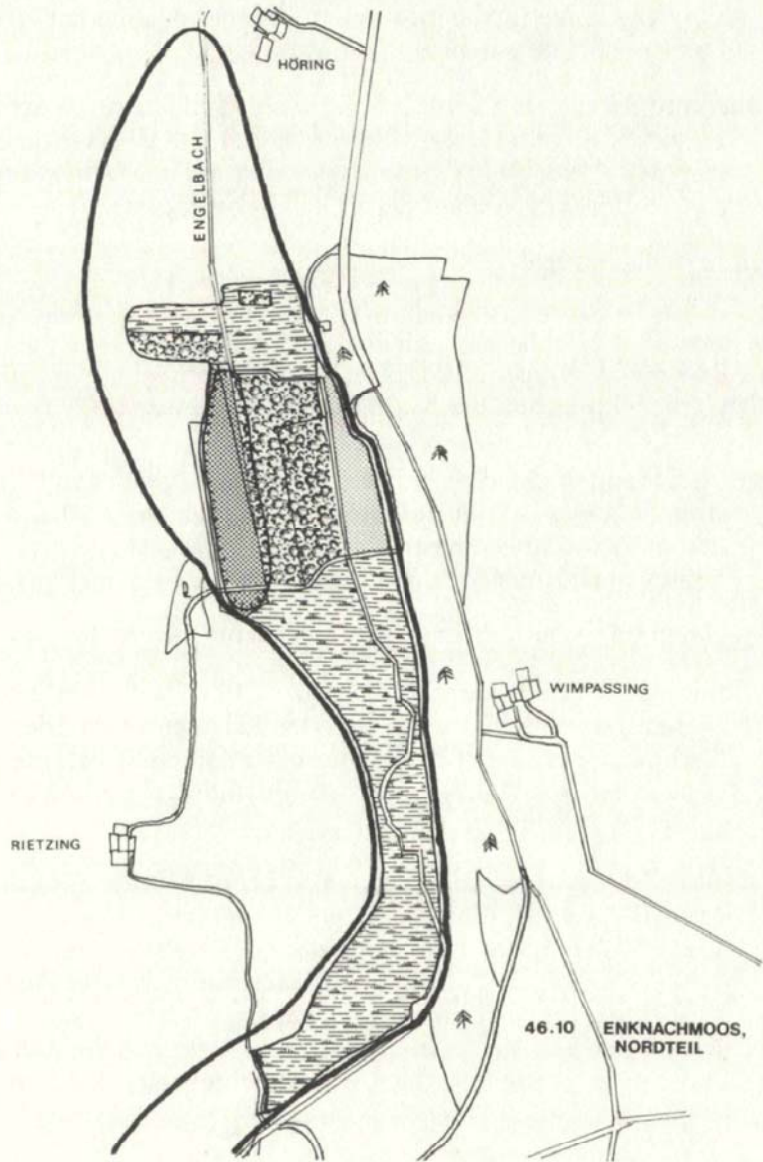 HÖRING
ENGELBACH
WIMPASSING
RIETZING
46.10 ENKNACHMOOS,
NORDTEIL